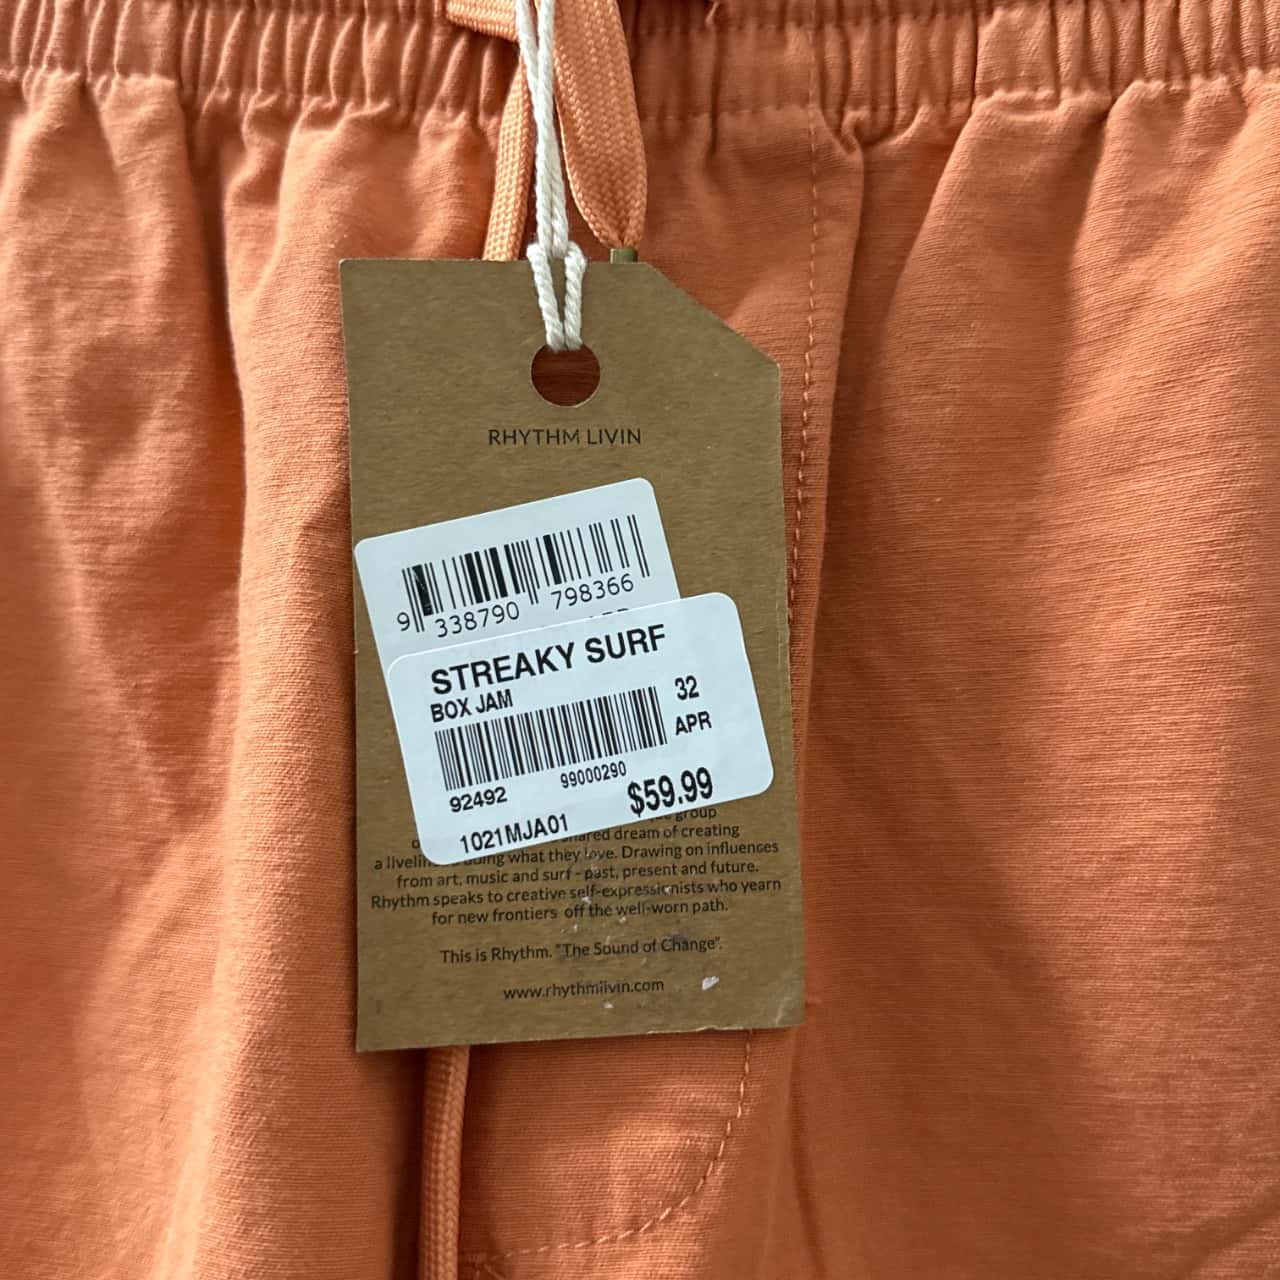 RHYTHM LIVIN
9 338790 798366
STREAKY SURF
BOX JAM
32
APR
99000290
92492
$59.99
1021MJA01
group
dream of creating
what they love. Drawing on influences
from art, music and surf - past, present and future.
Rhythm speaks to creative self-expressionists who yearn
for new frontiers off the well-worn path.
This is Rhythm. "The Sound of Change".
www.rhythmlivin.com